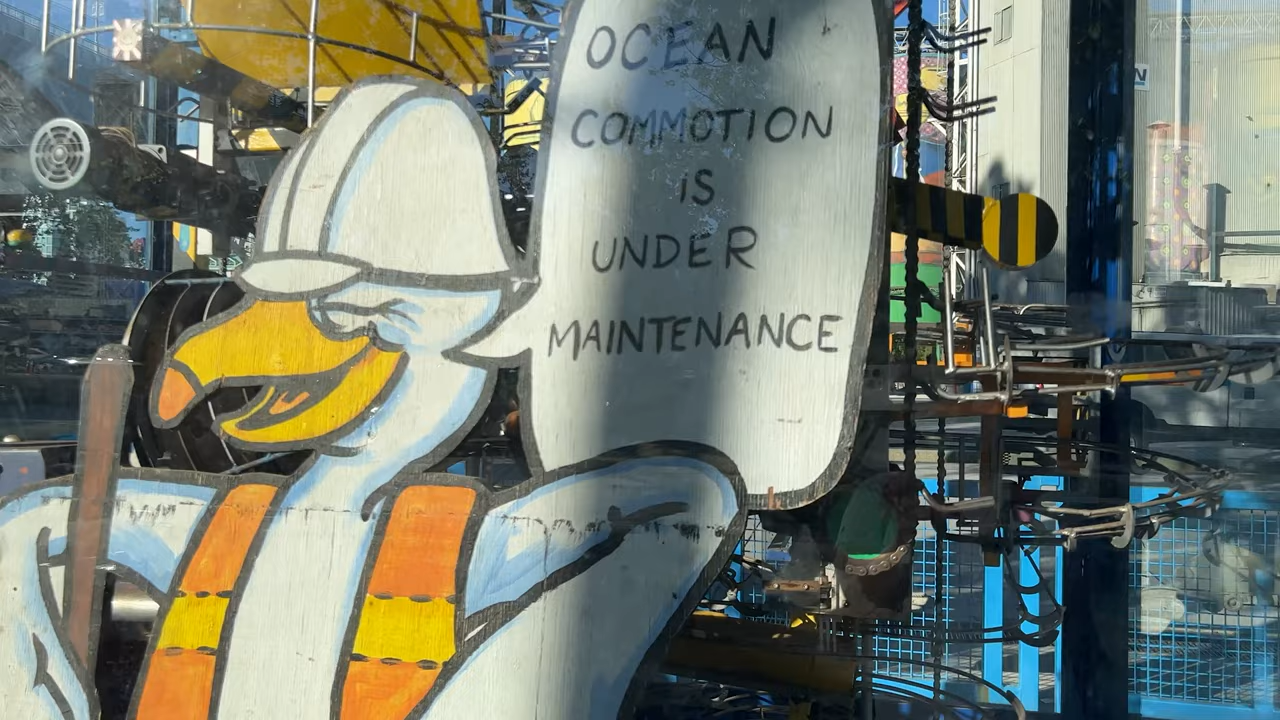 OCEAN
COMMOTION
iS
UNDER
MAINTENANCE
N